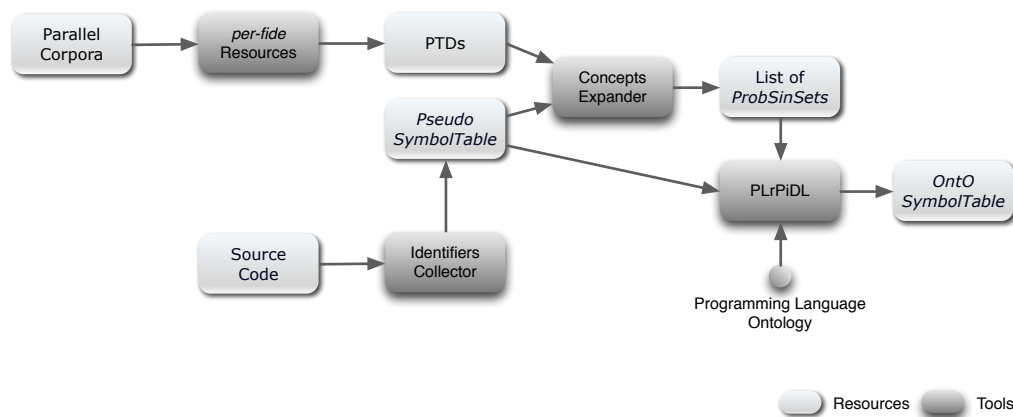 Parallel
Corpora
per-fide
Resources
PTDs
Concepts
Expander
List of
ProbSinSets
Pseudo
SymbolTable
PLrPiDL
OntO
SymbolTable
Source
Code
Identifiers
Collector
Programming Language
Ontology
Resources
Tools